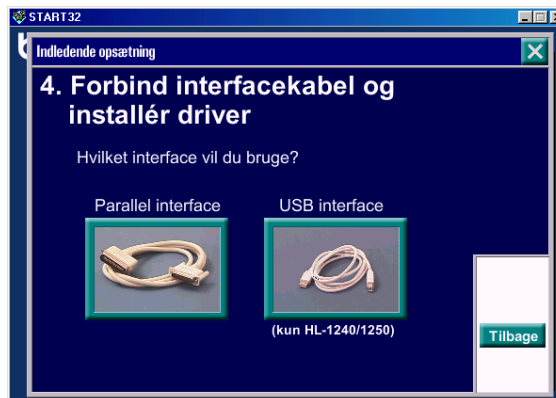 START32
Indledende opsætning
4. Forbind interfacekabel og
installér driver
Hvilket interface vil du bruge?
Parallel interface USB interface
(kun HL-1240/1250)
Tilbage